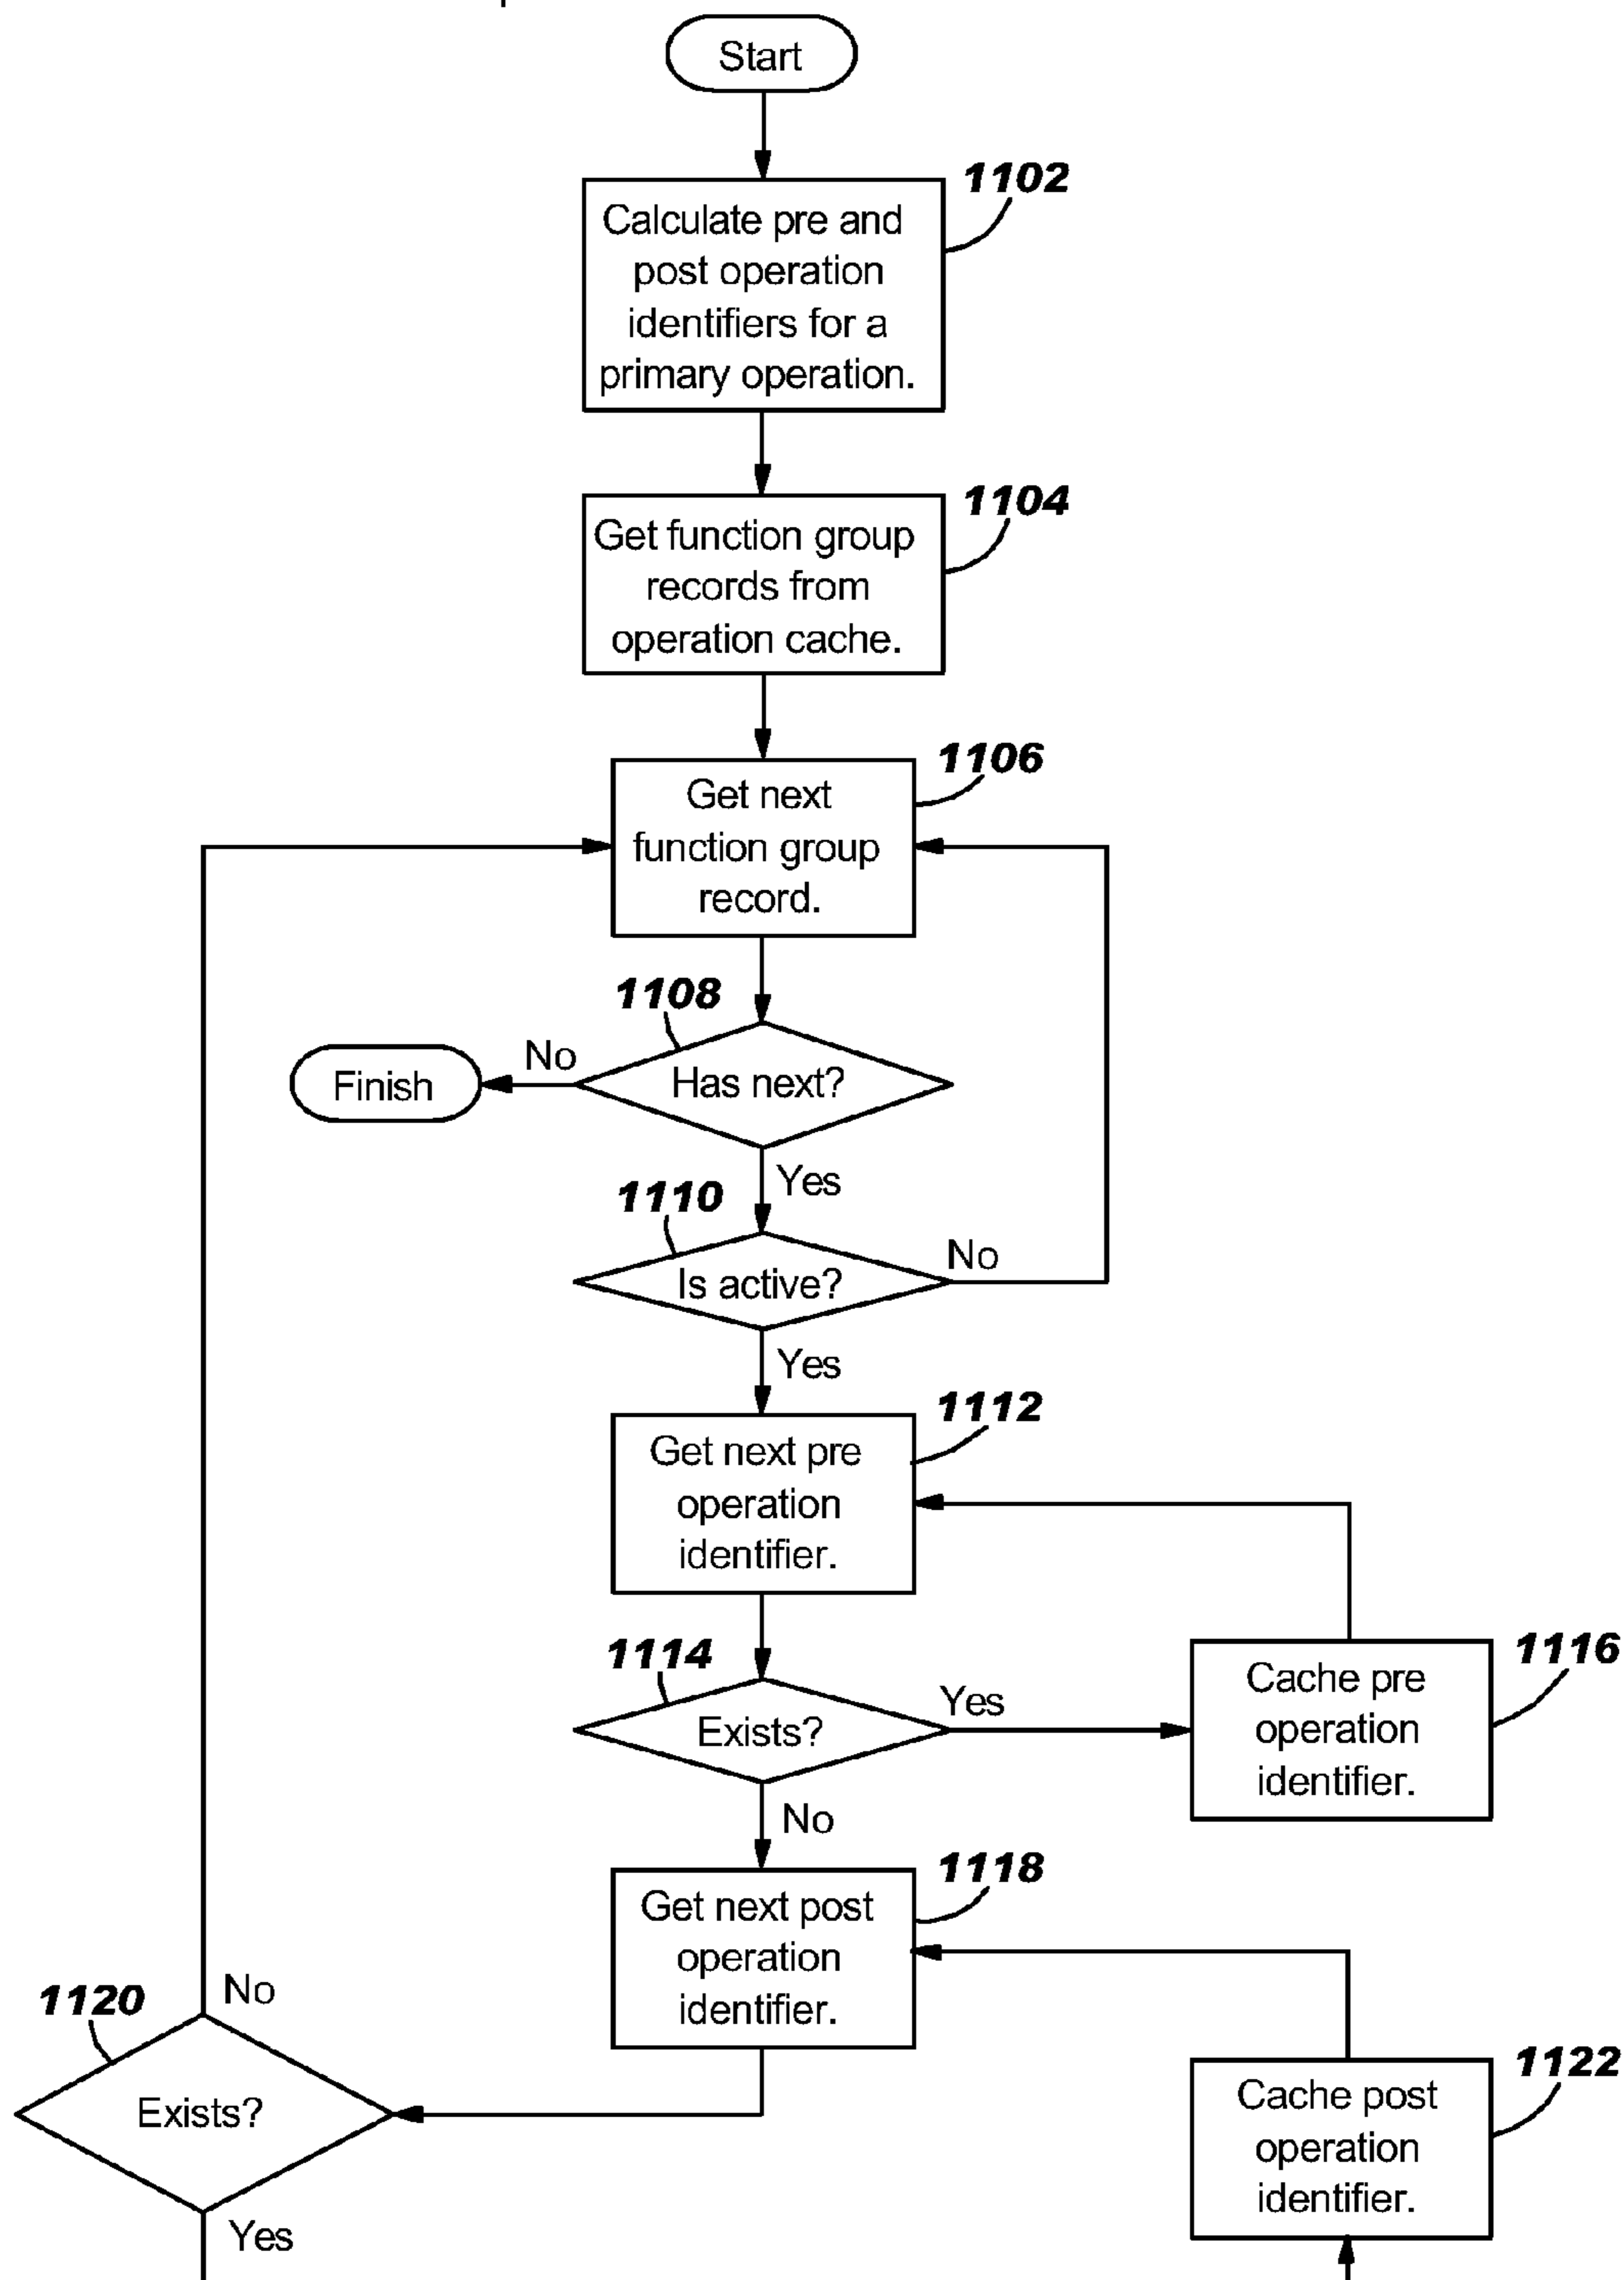 Start
1102
Calculate pre and
post operation
identifiers for a
primary operation.
1104
Get function group
records from
operation cache.
1106
Get next
function group
record.
1108
No
Finish
Has next?
Yes
1110
No
Is active?
Yes
1112
Get next pre
operation
identifier.
1114
Yes
Exists?
1116
Cache pre
operation
identifier.
No
1118
Get next post
operation
identifier.
1120
No
Exists?
Yes
1122
Cache post
operation
identifier.